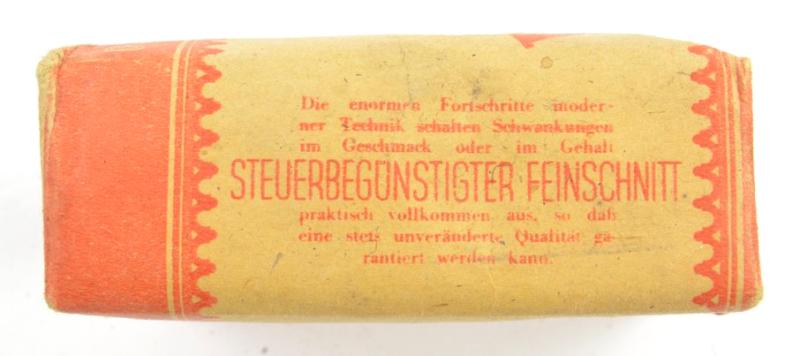 Die enormen Fortschritte moder-
ner Technik schalten Schwankungen
im Geschmack oder im Gehalt
STEUERBEGÜNSTIGTER FEINSCHNITT
praktisch vollkommen aus, so daß
eine stets unveränderte Qualität ga-
rantiert werden kann.